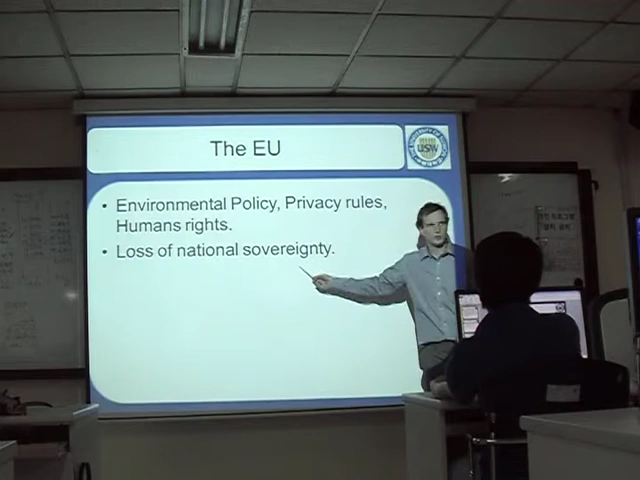 The EU
USW
• Environmental Policy, Privacy rules,
Humans rights.
• Loss of national sovereignty.